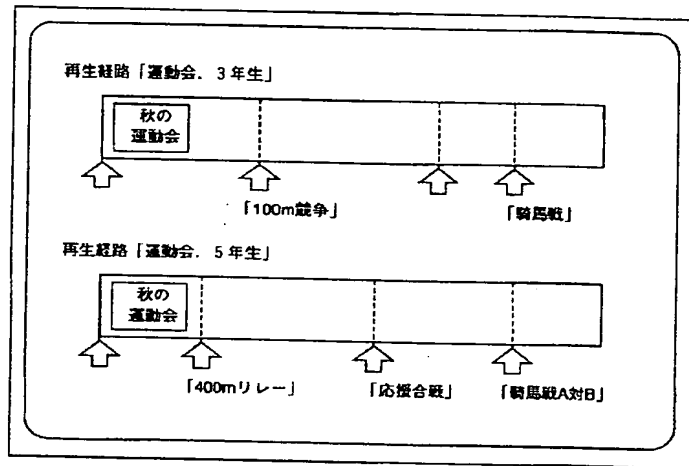 再生経路「運動会．３年生」
秋の
運動会
「100m競争」
「騎馬戦」
再生経路「運動会．５年生」
秋の
運動会
「400mリレー」
「応援合戦」
「騎馬戦A対B」